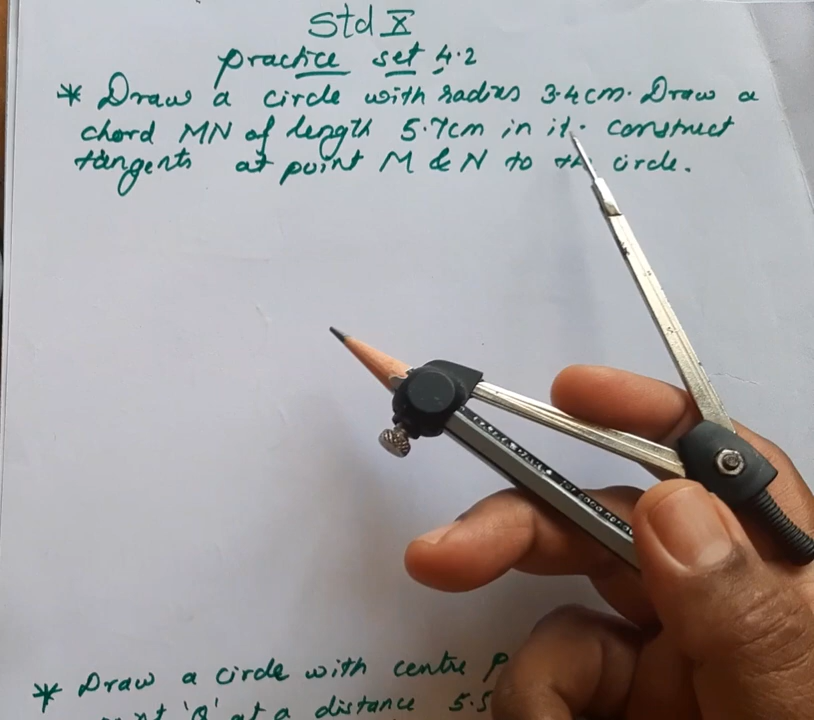 Std X
practice set 4.2
* Draw a circle with radius 3.4cm. Draw a
chord MN of length 5.7cm in it. construct
tangents at point M & N to the circle.
* Draw a circle with centre P
'Q' at a distance 5.5